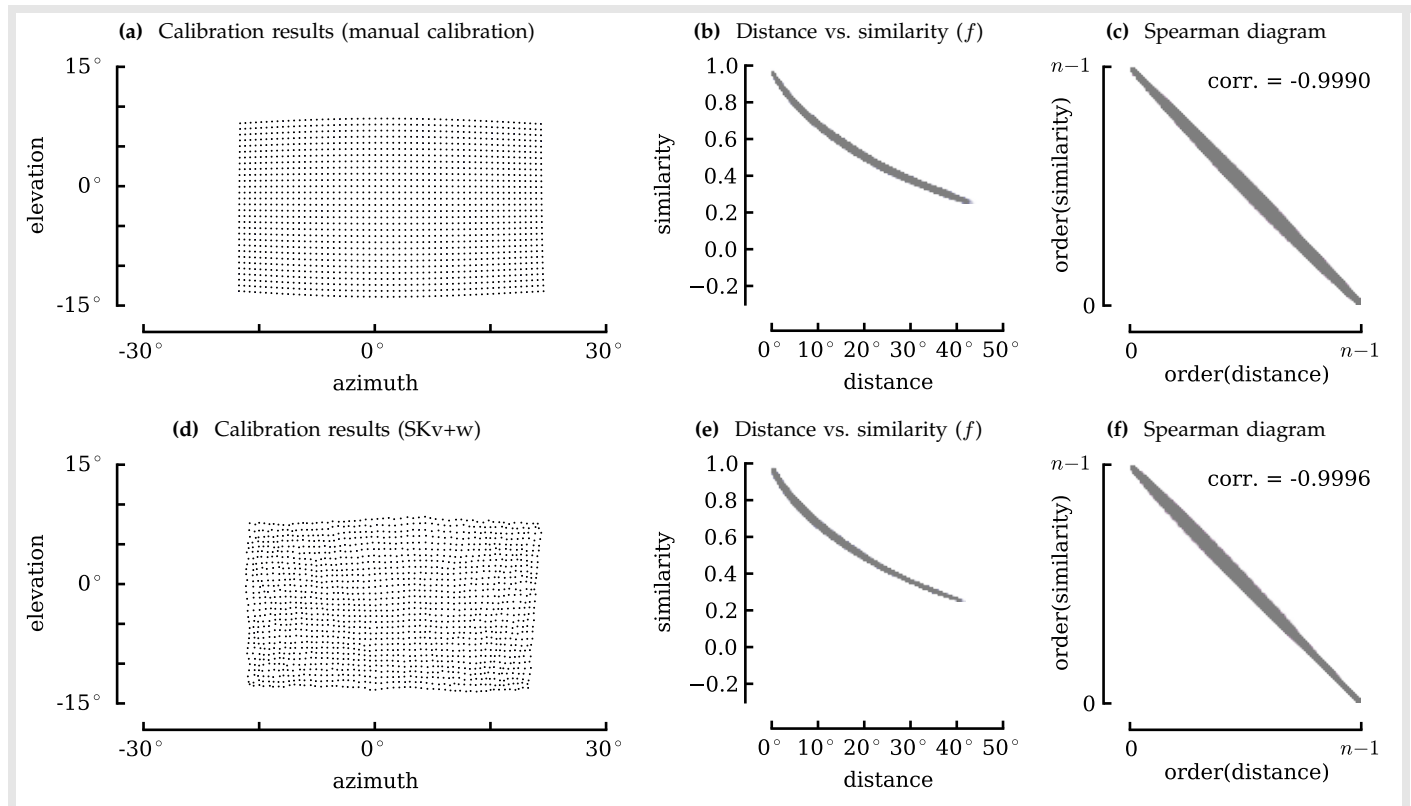 (a) Calibration results (manual calibration)
15°
0°
-15°
elevation
-30°
0°
30°
azimuth
(b) Distance vs. similarity (f)
1.0
0.8
0.6
0.4
0.2
0.0
−0.2
similarity
0° 10° 20° 30° 40° 50°
distance
(c) Spearman diagram
n−1
corr. = -0.9990
order(similarity)
0
0
n−1
order(distance)
(d) Calibration results (SKv+w)
15°
0°
-15°
elevation
-30°
0°
30°
azimuth
(e) Distance vs. similarity (f)
1.0
0.8
0.6
0.4
0.2
0.0
−0.2
similarity
0° 10° 20° 30° 40° 50°
distance
(f) Spearman diagram
n−1
corr. = -0.9996
order(similarity)
0
0
n−1
order(distance)